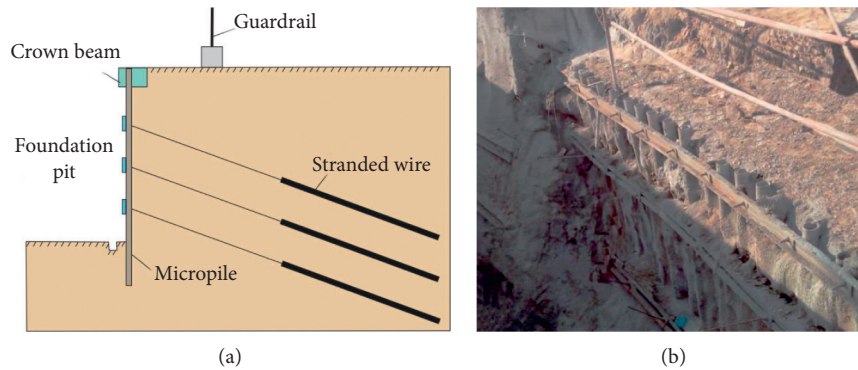 Guardrail
Crown beam
Foundation
pit
Stranded wire
Micropile
(a)
(b)